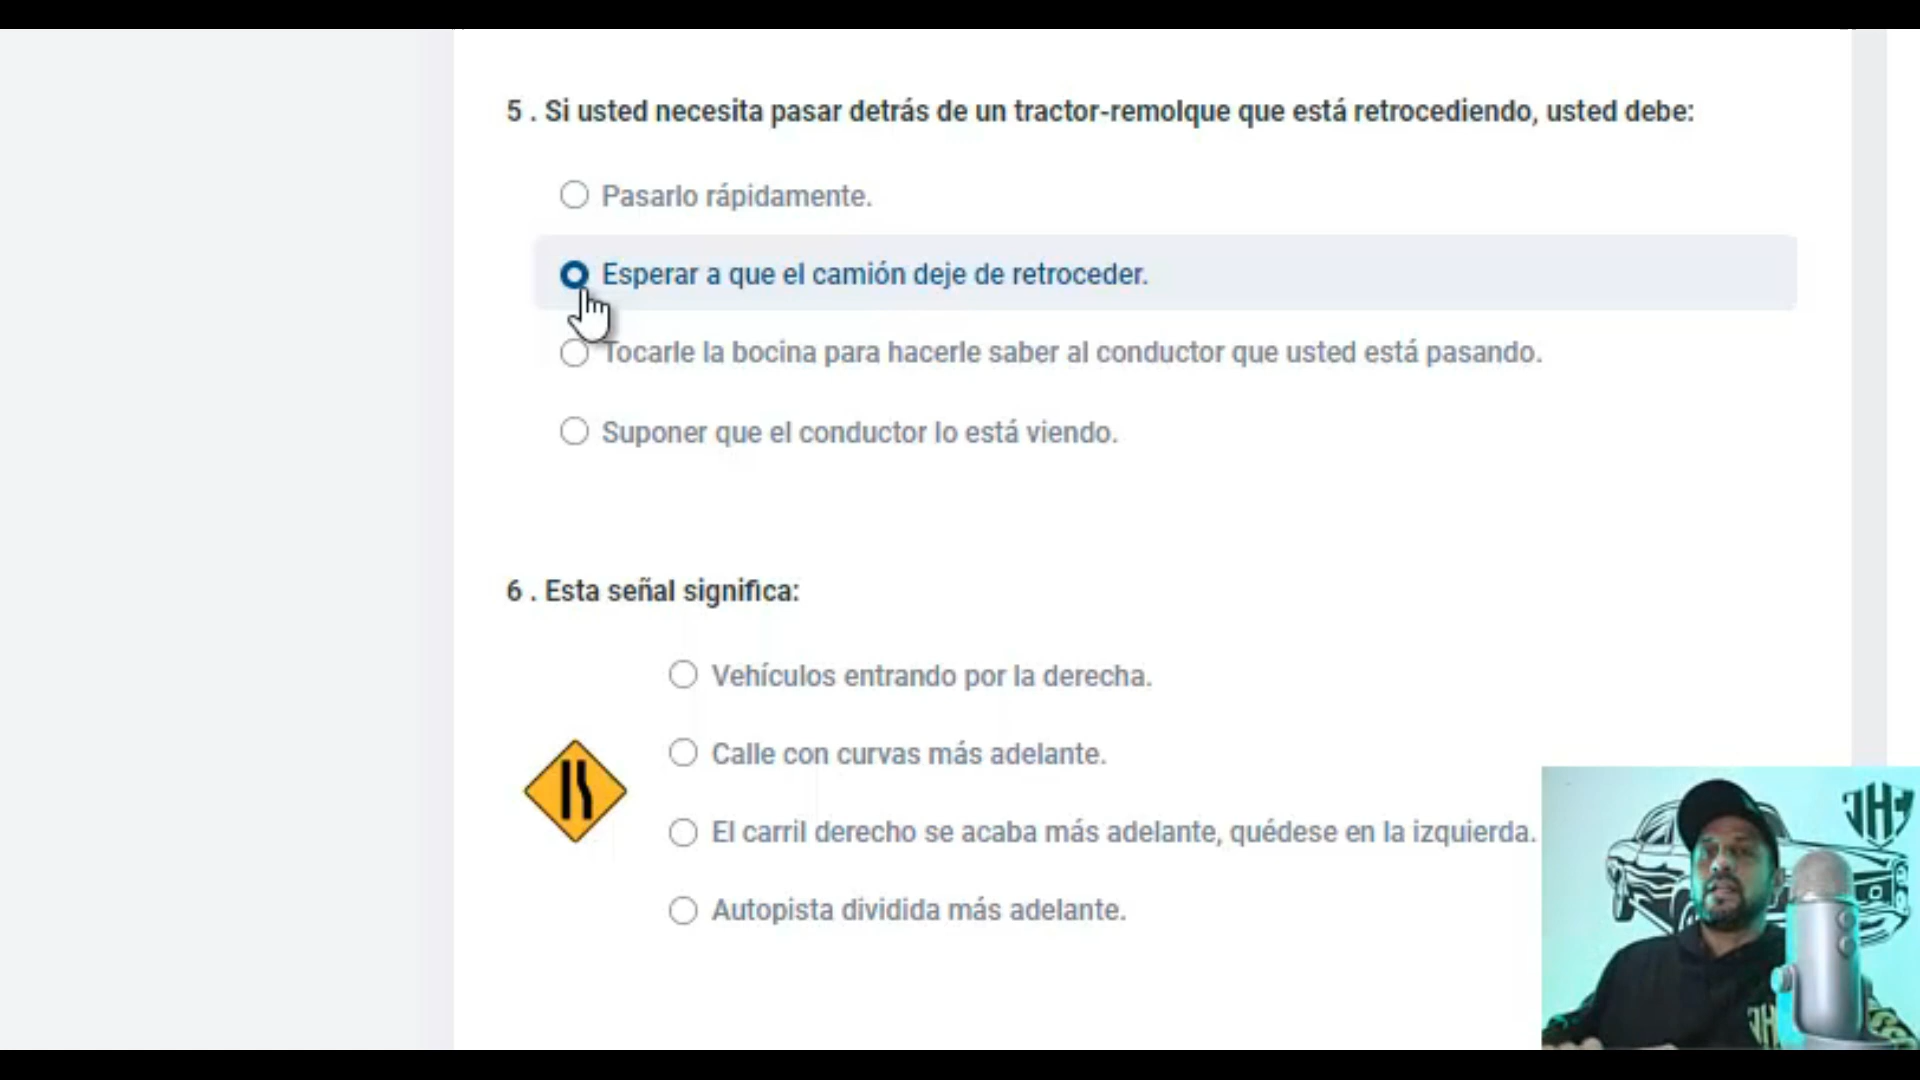 5 . Si usted necesita pasar detrás de un tractor-remolque que está retrocediendo, usted debe:
Pasarlo rápidamente.
Esperar a que el camión deje de retroceder.
Tocarle la bocina para hacerle saber al conductor que usted está pasando.
Suponer que el conductor lo está viendo.
6 . Esta señal significa:
Vehículos entrando por la derecha.
Calle con curvas más adelante.
El carril derecho se acaba más adelante, quédese en la izquierda.
Autopista dividida más adelante.